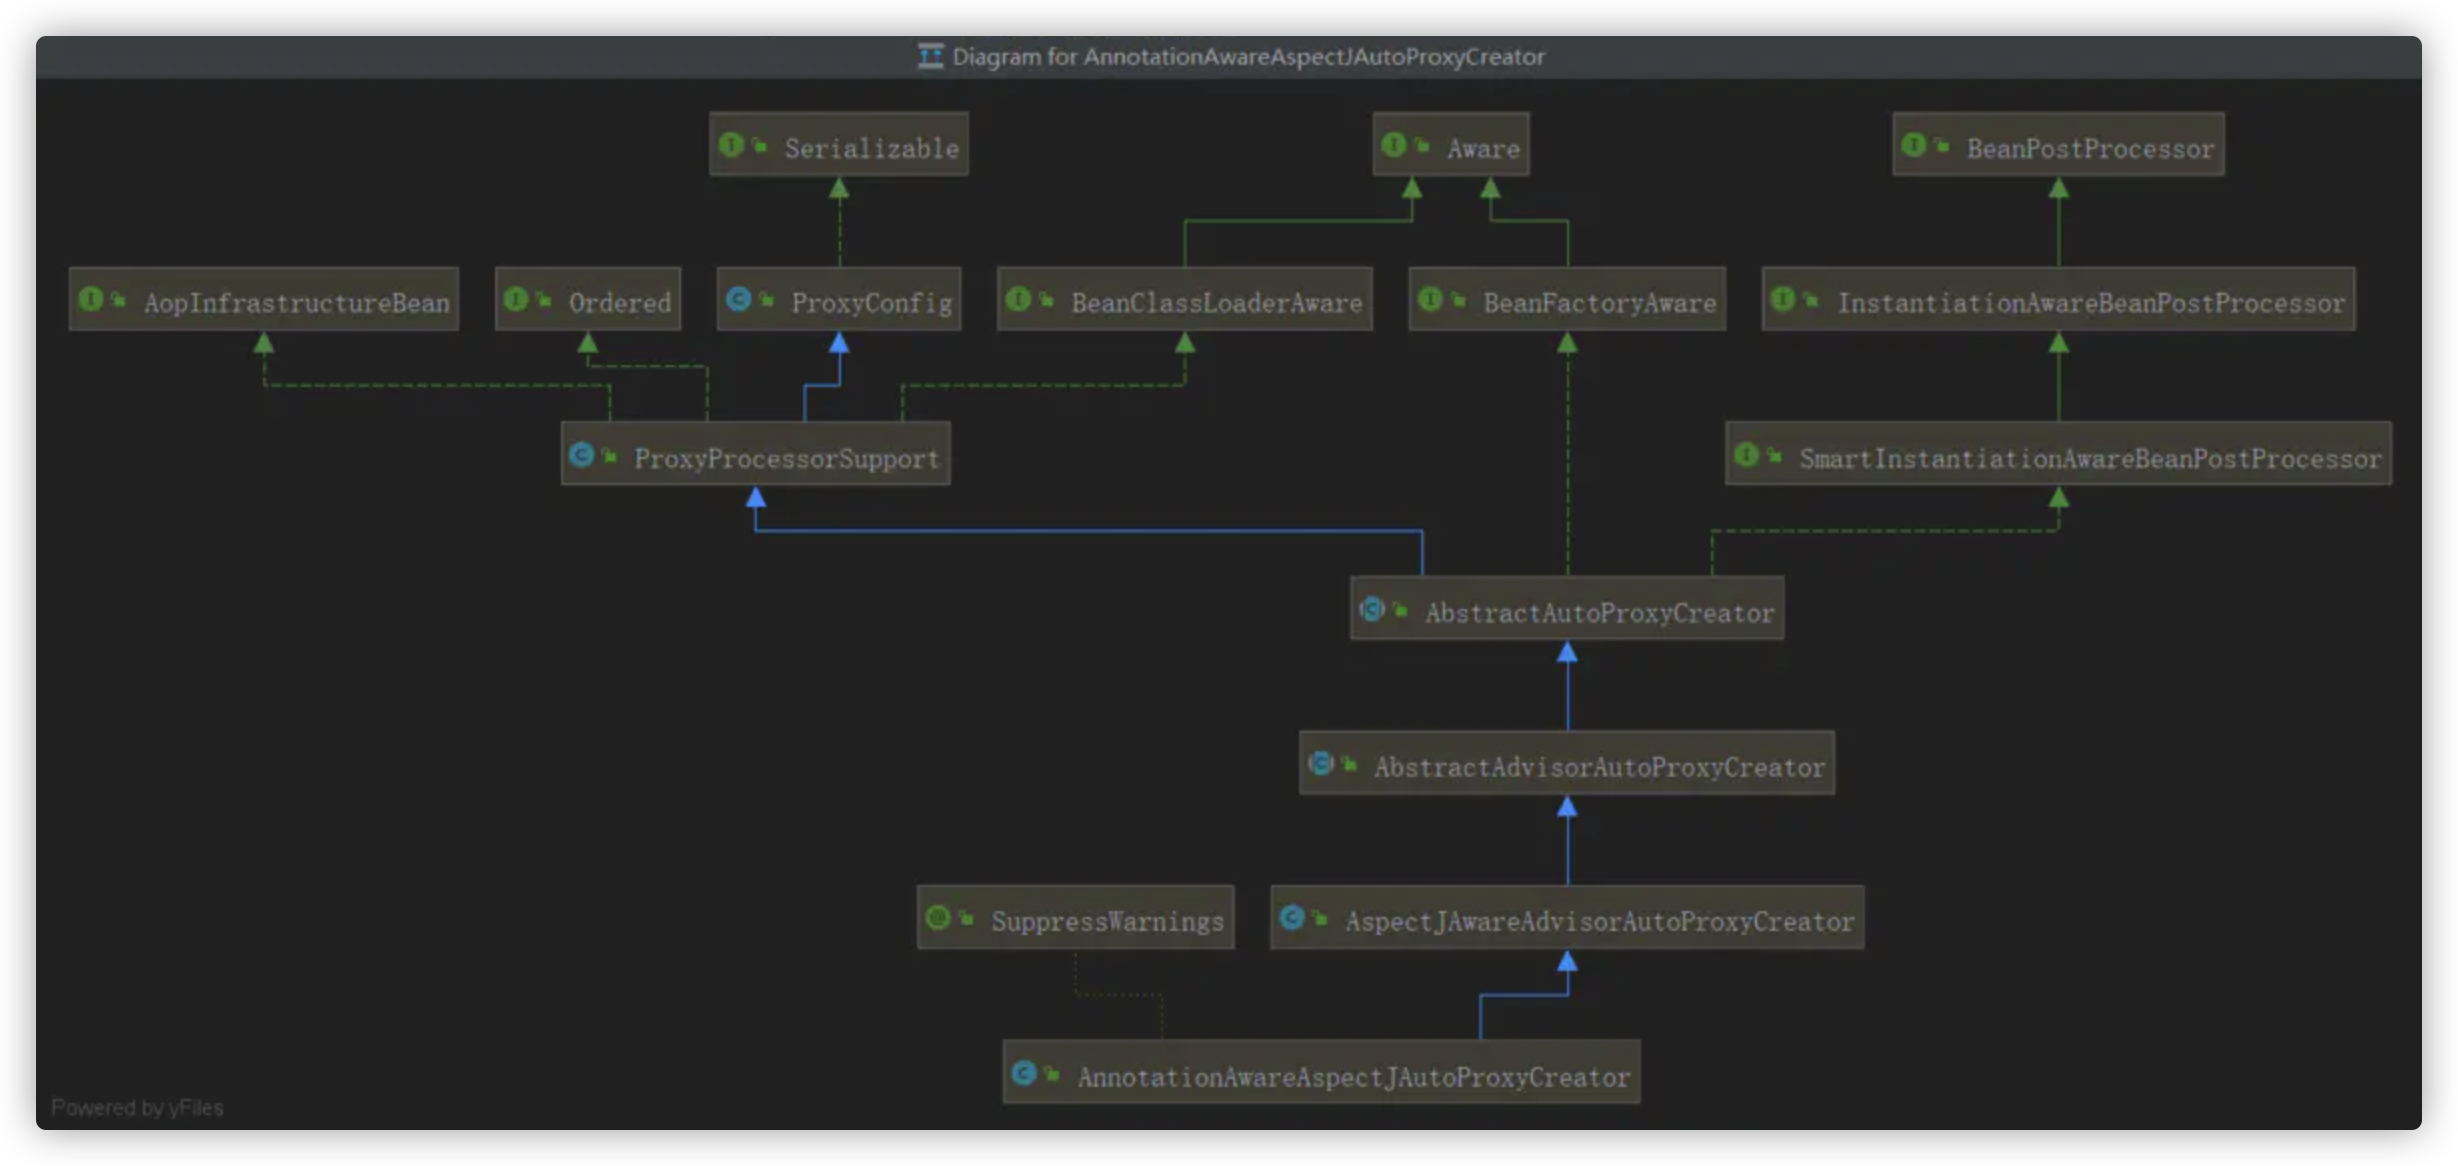 Diagram for AnnotationAwareAspectJAutoProxyCreator
Serializable
Aware
BeanPostProcessor
AopInfrastructureBean
Ordered
ProxyConfig
BeanClassLoaderAware
BeanFactoryAware
InstantiationAwareBeanPostProcessor
ProxyProcessorSupport
SmartInstantiationAwareBeanPostProcessor
AbstractAutoProxyCreator
AbstractAdvisorAutoProxyCreator
SuppressWarnings
AspectJAwareAdvisorAutoProxyCreator
AnnotationAwareAspectJAutoProxyCreator
Powered by yFiles